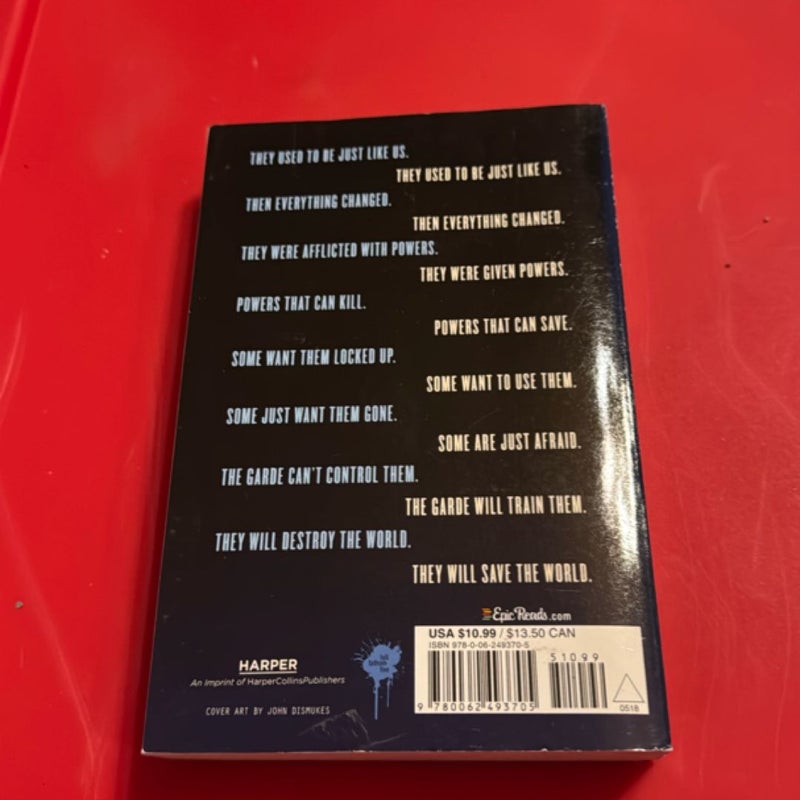 THEY USED TO BE JUST LIKE US.
THEY USED TO BE JUST LIKE US.
THEN EVERYTHING CHANGED.
THEN EVERYTHING CHANGED.
THEY WERE AFFLICTED WITH POWERS.
THEY WERE GIVEN POWERS.
POWERS THAT CAN KILL.
POWERS THAT CAN SAVE.
SOME WANT THEM LOCKED UP.
SOME WANT TO USE THEM.
SOME JUST WANT THEM GONE.
SOME ARE JUST AFRAID.
THE GARDE CAN'T CONTROL THEM.
THE GARDE WILL TRAIN THEM.
THEY WILL DESTROY THE WORLD.
THEY WILL SAVE THE WORLD.
Epic Reads.com
USA $10.99 / $13.50 CAN
ISBN 978-0-06-249370-5
51099
9 780062 493705
0518
HARPER
An Imprint of HarperCollinsPublishers
full
fathom
five
COVER ART BY JOHN DISMUKES